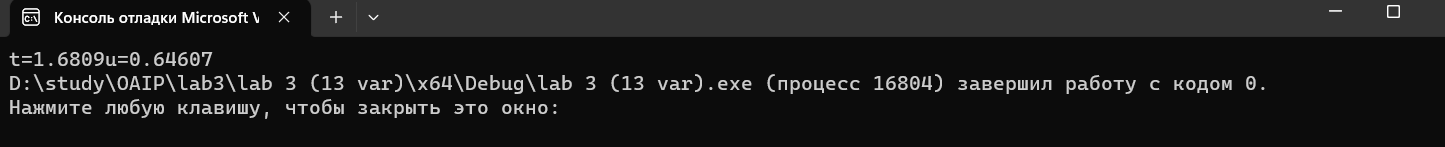 Консоль отладки Microsoft V
t=1.6809u=0.64607
D:\study\OAIP\lab3\lab 3 (13 var)\x64\Debug\lab 3 (13 var).exe (процесс 16804) завершил работу с кодом 0.
Нажмите любую клавишу, чтобы закрыть это окно: